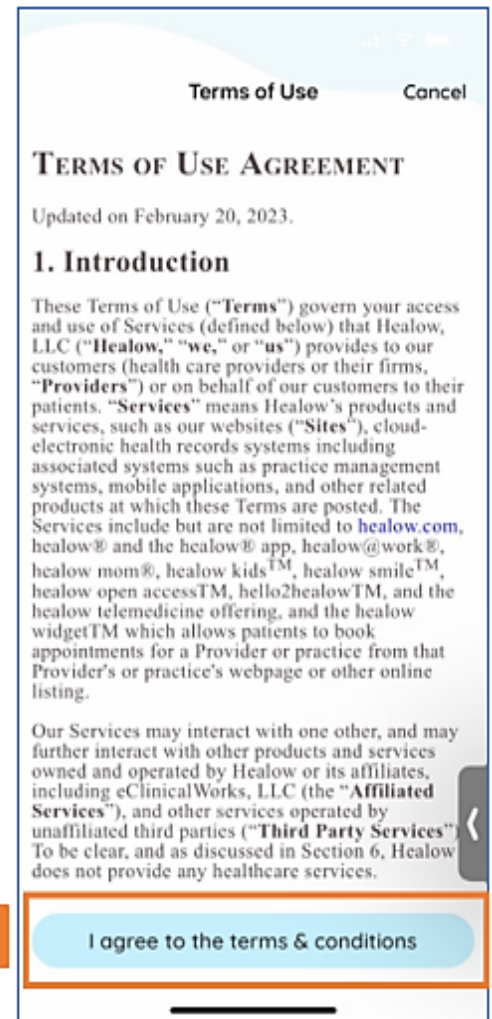 Terms of Use Cancel
TERMS OF USE AGREEMENT
Updated on February 20, 2023.
1. Introduction
These Terms of Use (“Terms”) govern your access
and use of Services (defined below) that Healow,
LLC (“Healow,” “we,” or “us”) provides to our
customers (health care providers or their firms,
“Providers”) or on behalf of our customers to their
patients. “Services” means Healow’s products and
services, such as our websites (“Sites”), cloud-
electronic health records systems including
associated systems such as practice management
systems, mobile applications, and other related
products at which these Terms are posted. The
Services include but are not limited to healow.com,
healow® and the healow® app, healow@work®,
healow mom®, healow kidsTM, healow smileTM,
healow open accessTM, hello2healowTM, and the
healow telemedicine offering, and the healow
widgetTM which allows patients to book
appointments for a Provider or practice from that
Provider's or practice's webpage or other online
listing.
Our Services may interact with one other, and may
further interact with other products and services
owned and operated by Healow or its affiliates,
including eClinicalWorks, LLC (the “Affiliated
Services”), and other services operated by
unaffiliated third parties (“Third Party Services”)
To be clear, and as discussed in Section 6, Healow
does not provide any healthcare services.
I agree to the terms & conditions